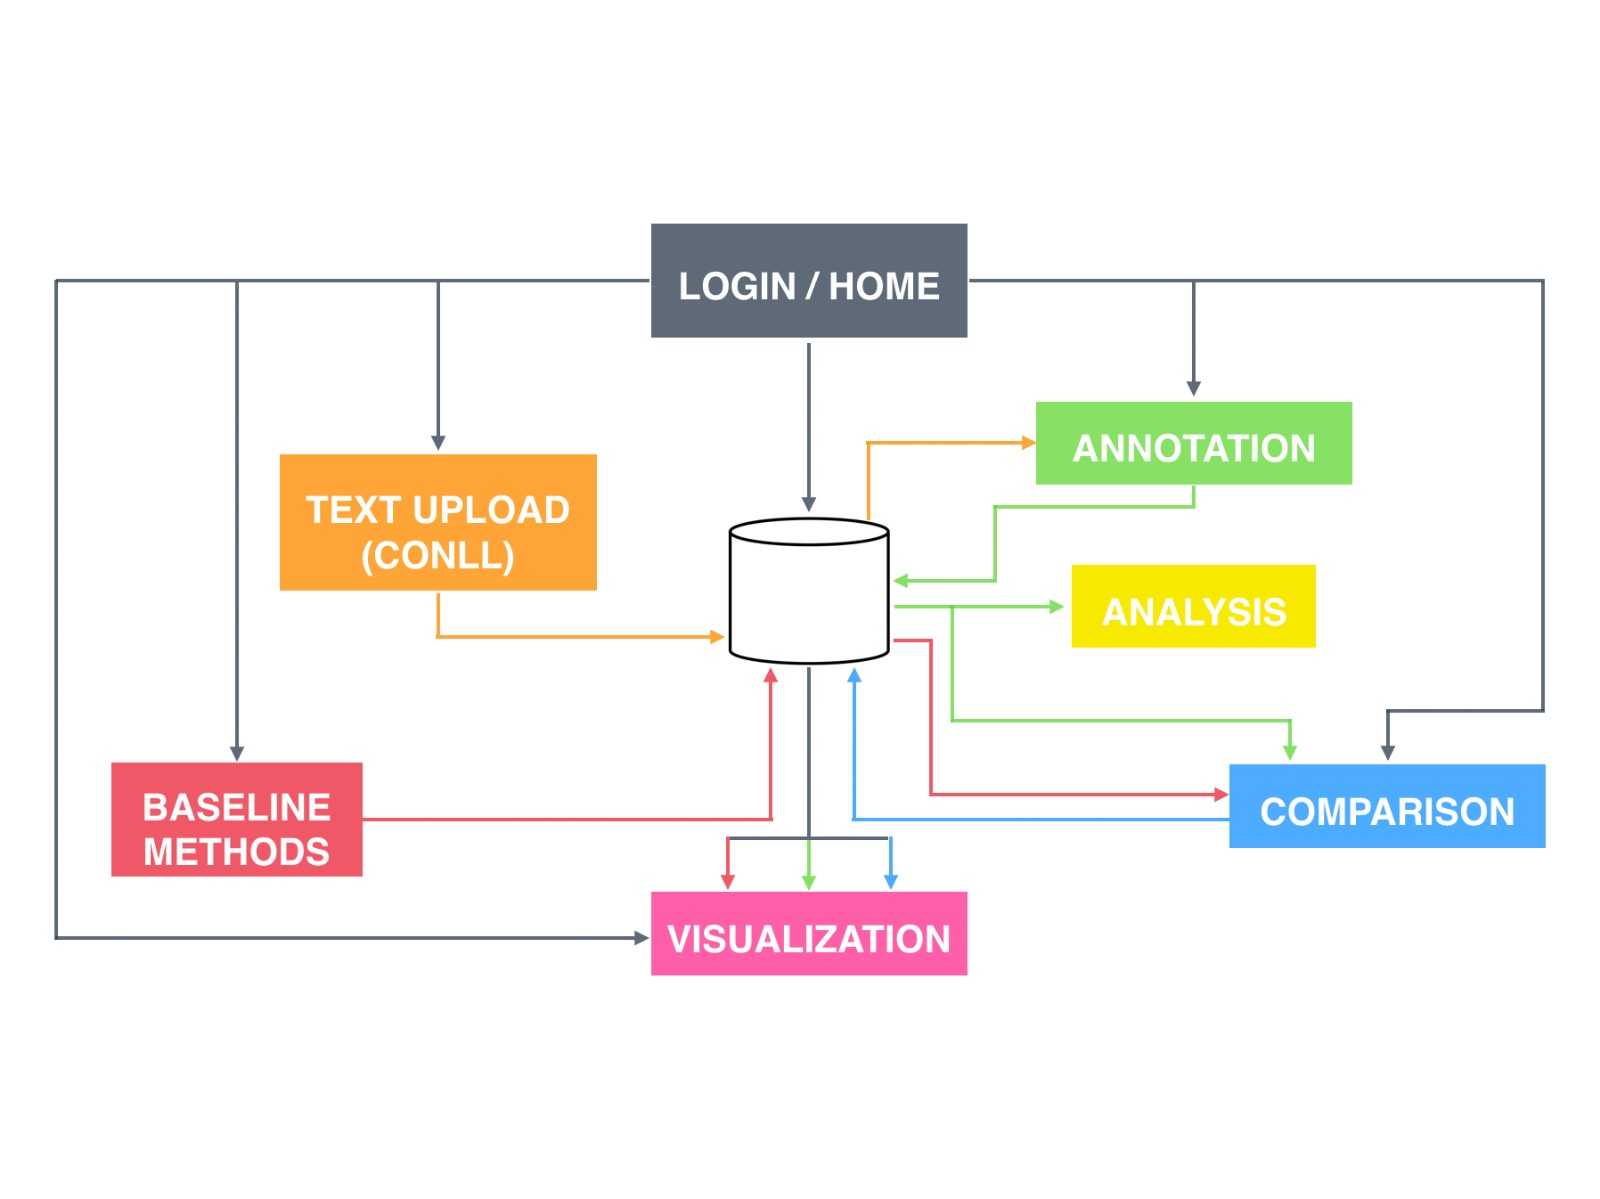 LOGIN / HOME
ANNOTATION
TEXT UPLOAD
(CONLL)
ANALYSIS
BASELINE
METHODS
COMPARISON
VISUALIZATION